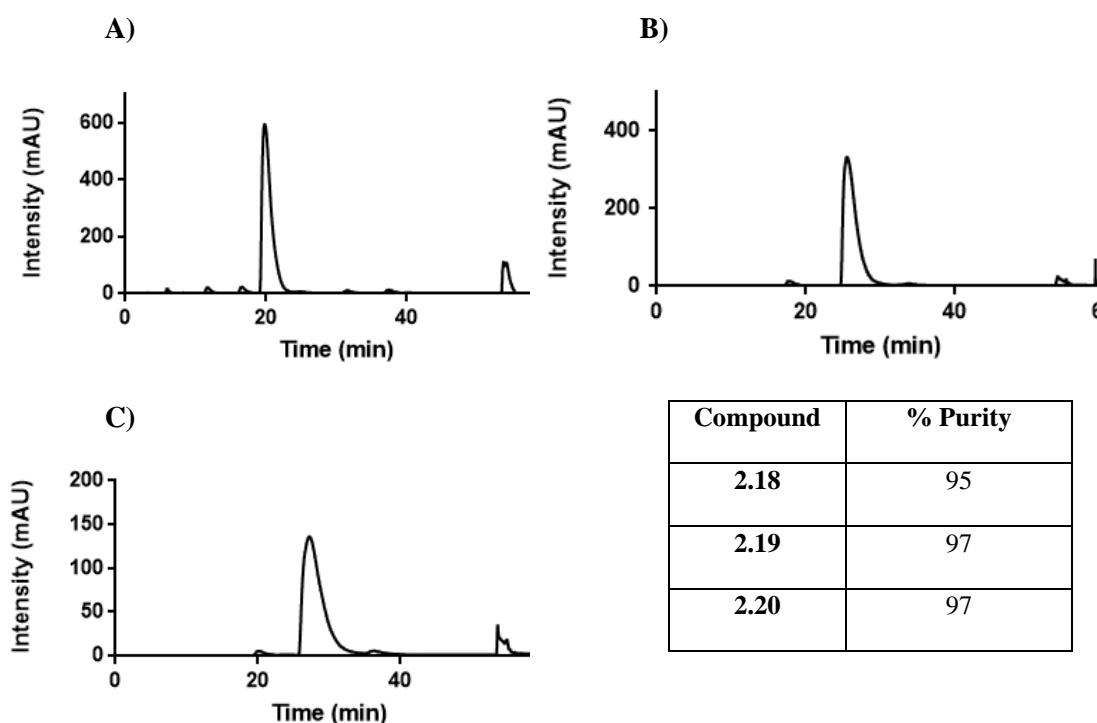 A)
Intensity (mAU)
600
400
200
0
0 20 40
Time (min)
B)
Intensity (mAU)
400
200
0
0 20 40 6
Time (min)
C)
Intensity (mAU)
200
150
100
50
0
0 20 40
Time (min)
Compound % Purity
2.18 95
2.19 97
2.20 97